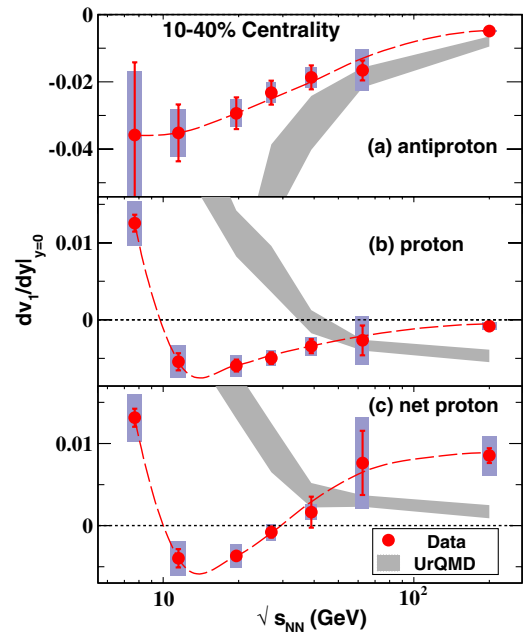 10-40% Centrality
0
-0.02
-0.04
(a) antiproton
0.01
0
(b) proton
dv1/dy|y=0
(c) net proton
0.01
0
Data
UrQMD
10
10²
√sNN (GeV)